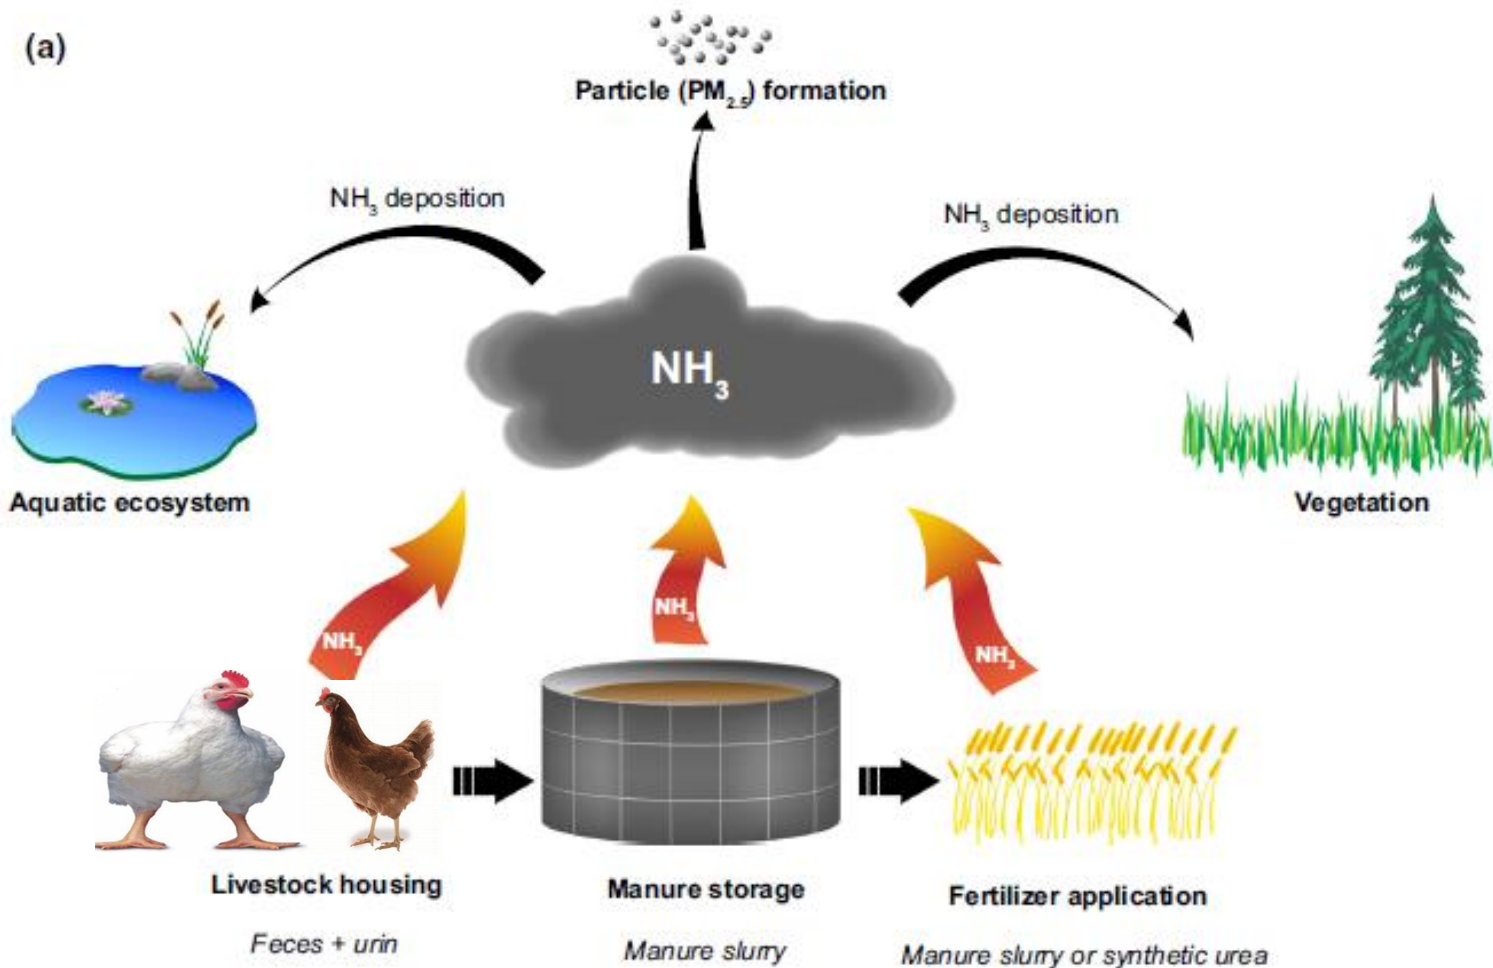 (a)
Particle (PM₂.₅) formation
NH₃ deposition
NH₃ deposition
NH₃
Aquatic ecosystem
Vegetation
NH₃
NH₃
NH₃
Livestock housing
Manure storage
Fertilizer application
Feces + urin
Manure slurry
Manure slurry or synthetic urea